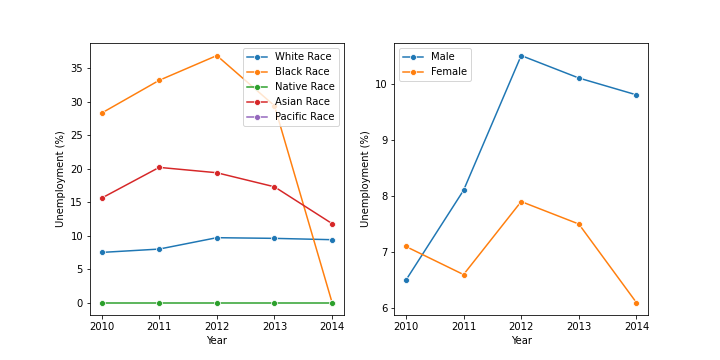 Unemployment (%)
35
30
25
20
15
10
5
0
2010 2011 2012 2013 2014
Year
White Race
Black Race
Native Race
Asian Race
Pacific Race
Unemployment (%)
10
9
8
7
6
2010 2011 2012 2013 2014
Year
Male
Female